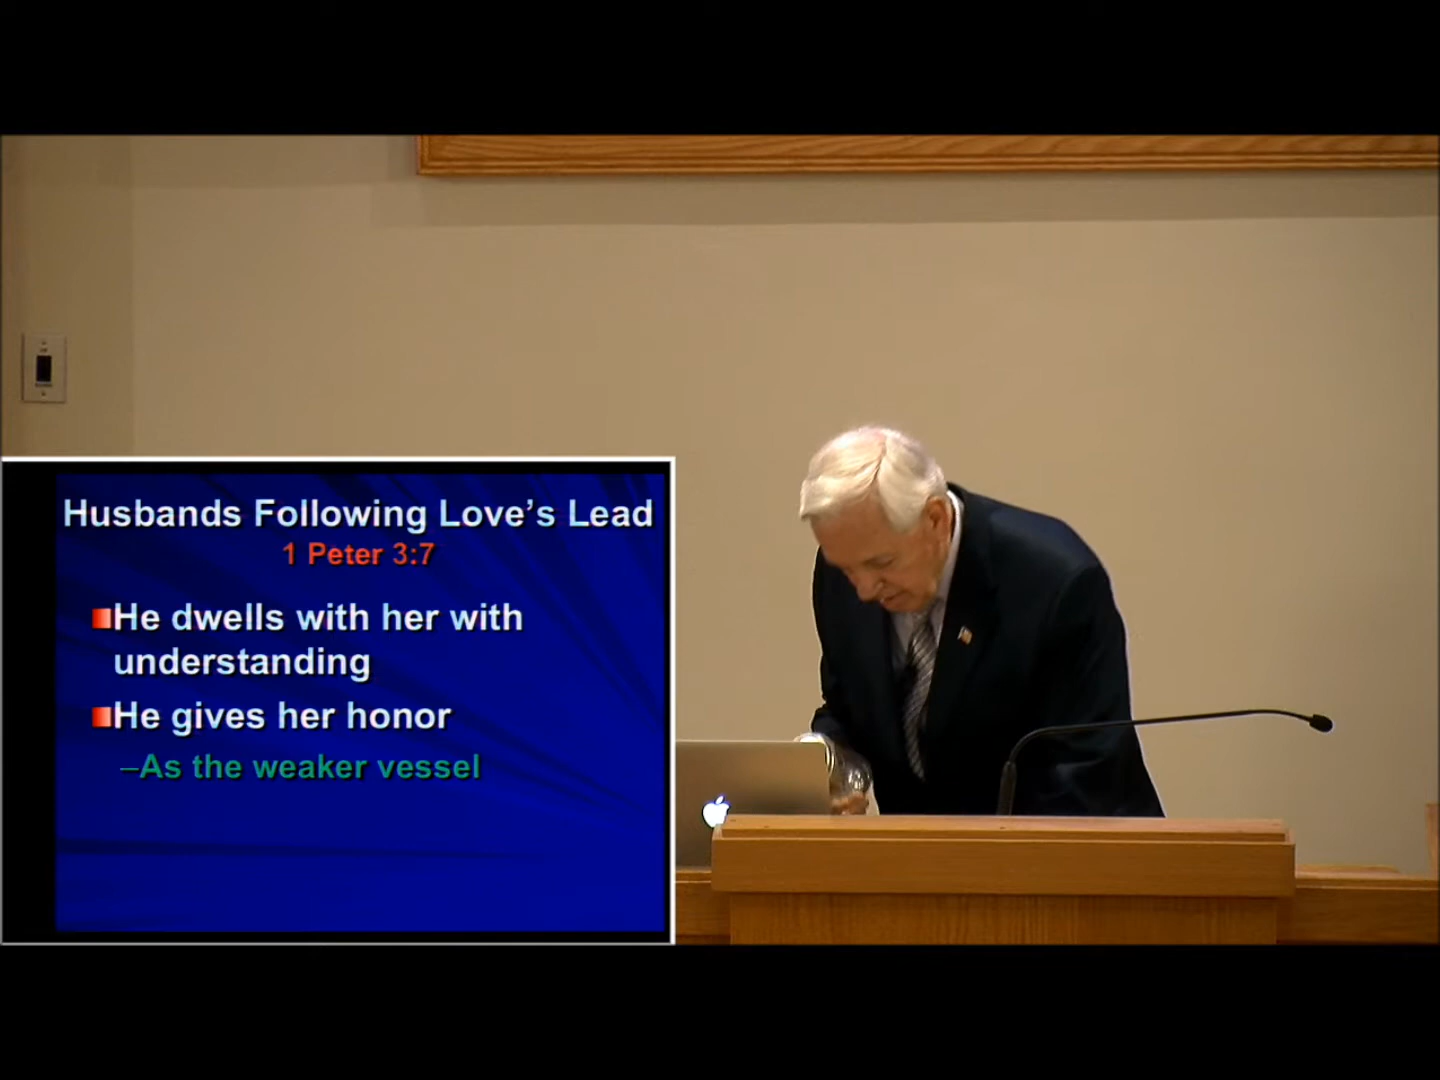 Husbands Following Love’s Lead
1 Peter 3:7
He dwells with her with
understanding
He gives her honor
–As the weaker vessel